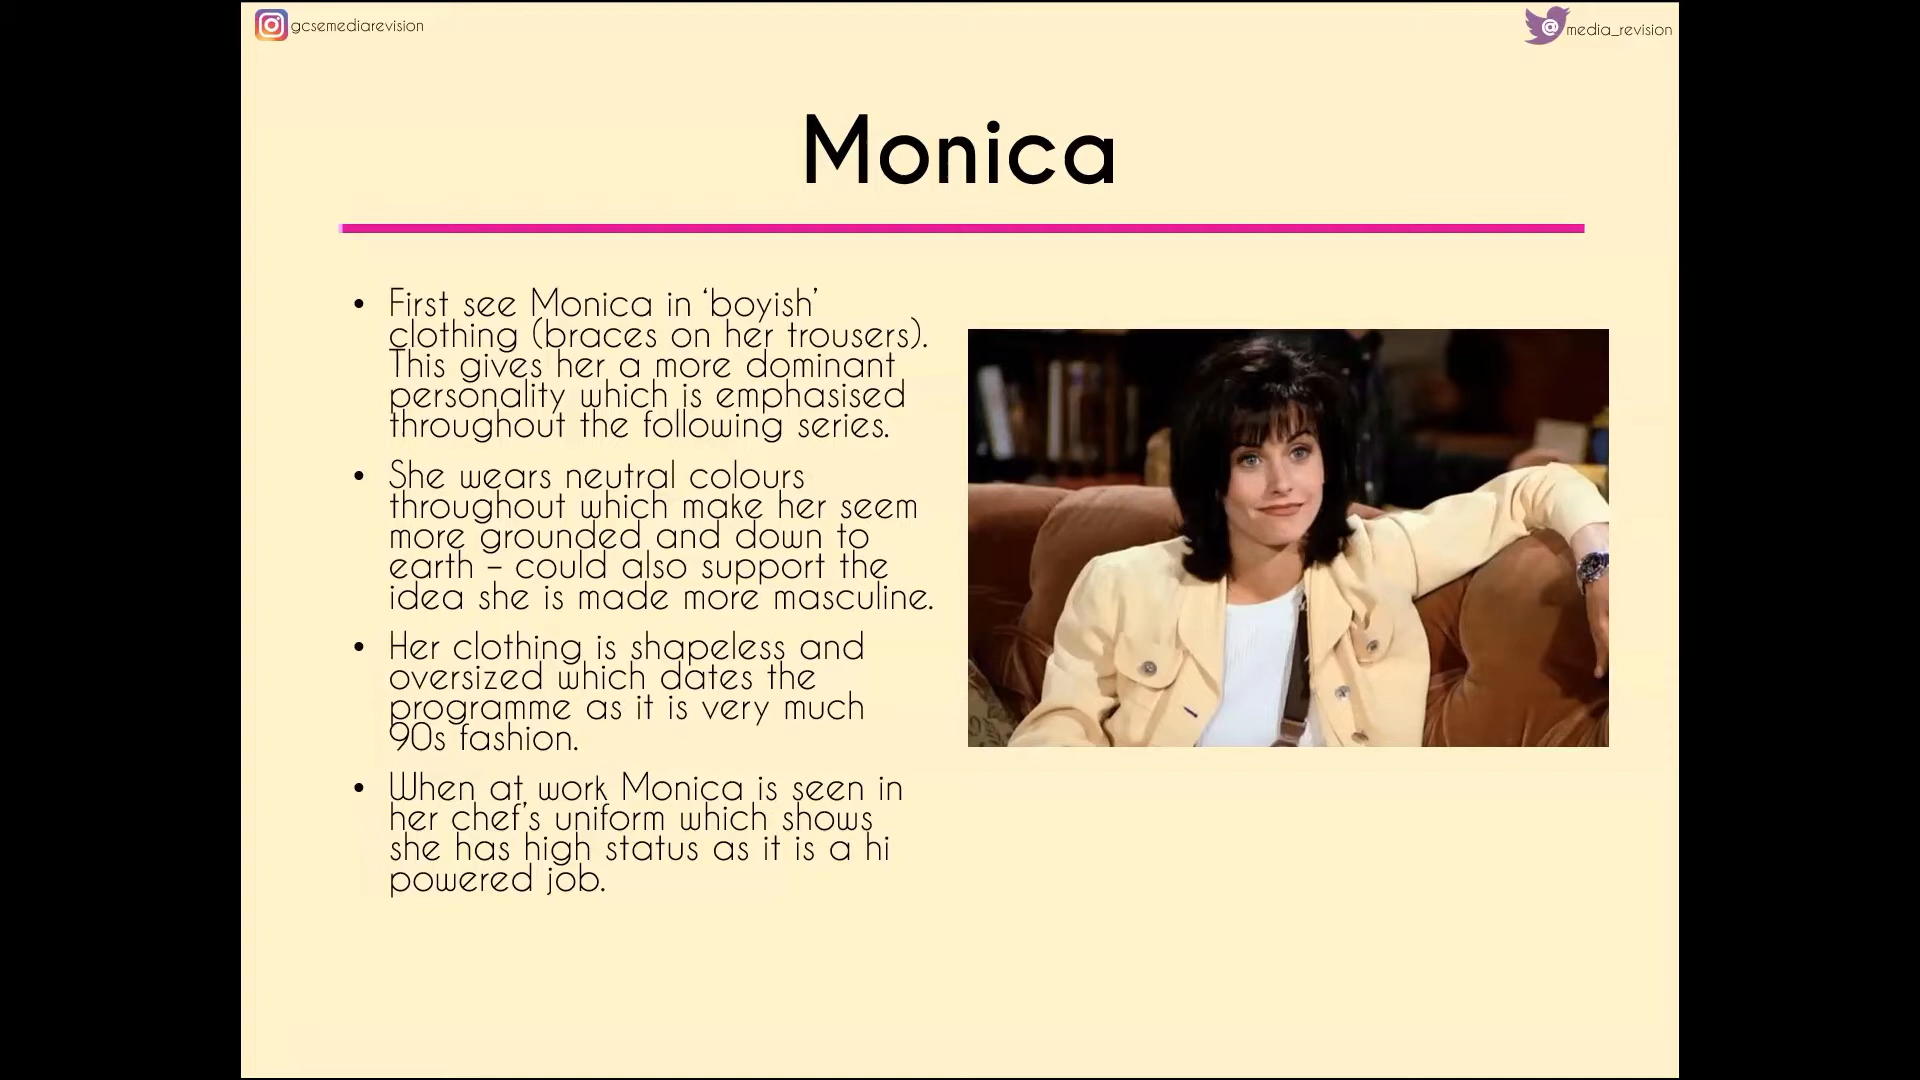 gcsemediarevision
@media_revision
Monica
• First see Monica in ‘boyish’
clothing (braces on her trousers).
This gives her a more dominant
personality which is emphasised
throughout the following series.
• She wears neutral colours
throughout which make her seem
more grounded and down to
earth – could also support the
idea she is made more masculine.
• Her clothing is shapeless and
oversized which dates the
programme as it is very much
90s fashion.
• When at work Monica is seen in
her chef’s uniform which shows
she has high status as it is a hi
powered job.